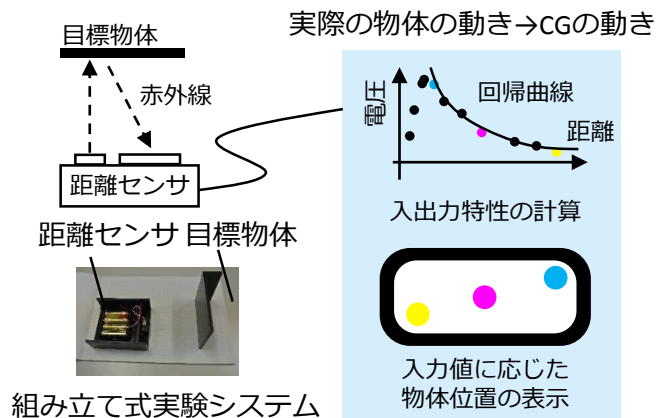 目標物体
赤外線
距離センサ
距離センサ 目標物体
組み立て式実験システム
実際の物体の動き→CGの動き
電圧
回帰曲線
距離
入出力特性の計算
入力値に応じた
物体位置の表示